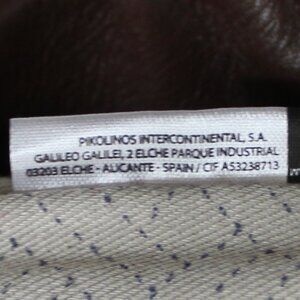 PIKOLINOS INTERCONTINENTAL, S.A.
GALILEO GALILEI, 2 ELCHE PARQUE INDUSTRIAL
03203 ELCHE - ALICANTE - SPAIN / CIF A53238713